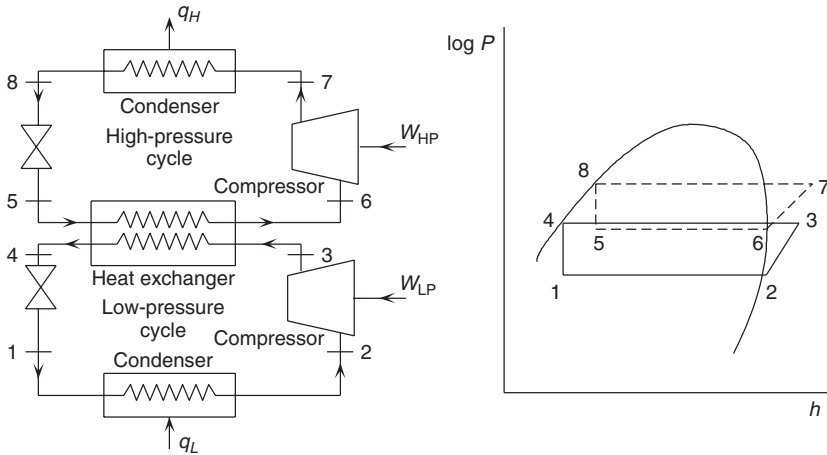 q_H
8
7
Condenser
High-pressure
cycle
W_HP
Compressor
5
6
4
3
Heat exchanger
Low-pressure
cycle
W_LP
Compressor
1
2
Condenser
q_L
log P
8
7
4
3
5
6
1
2
h